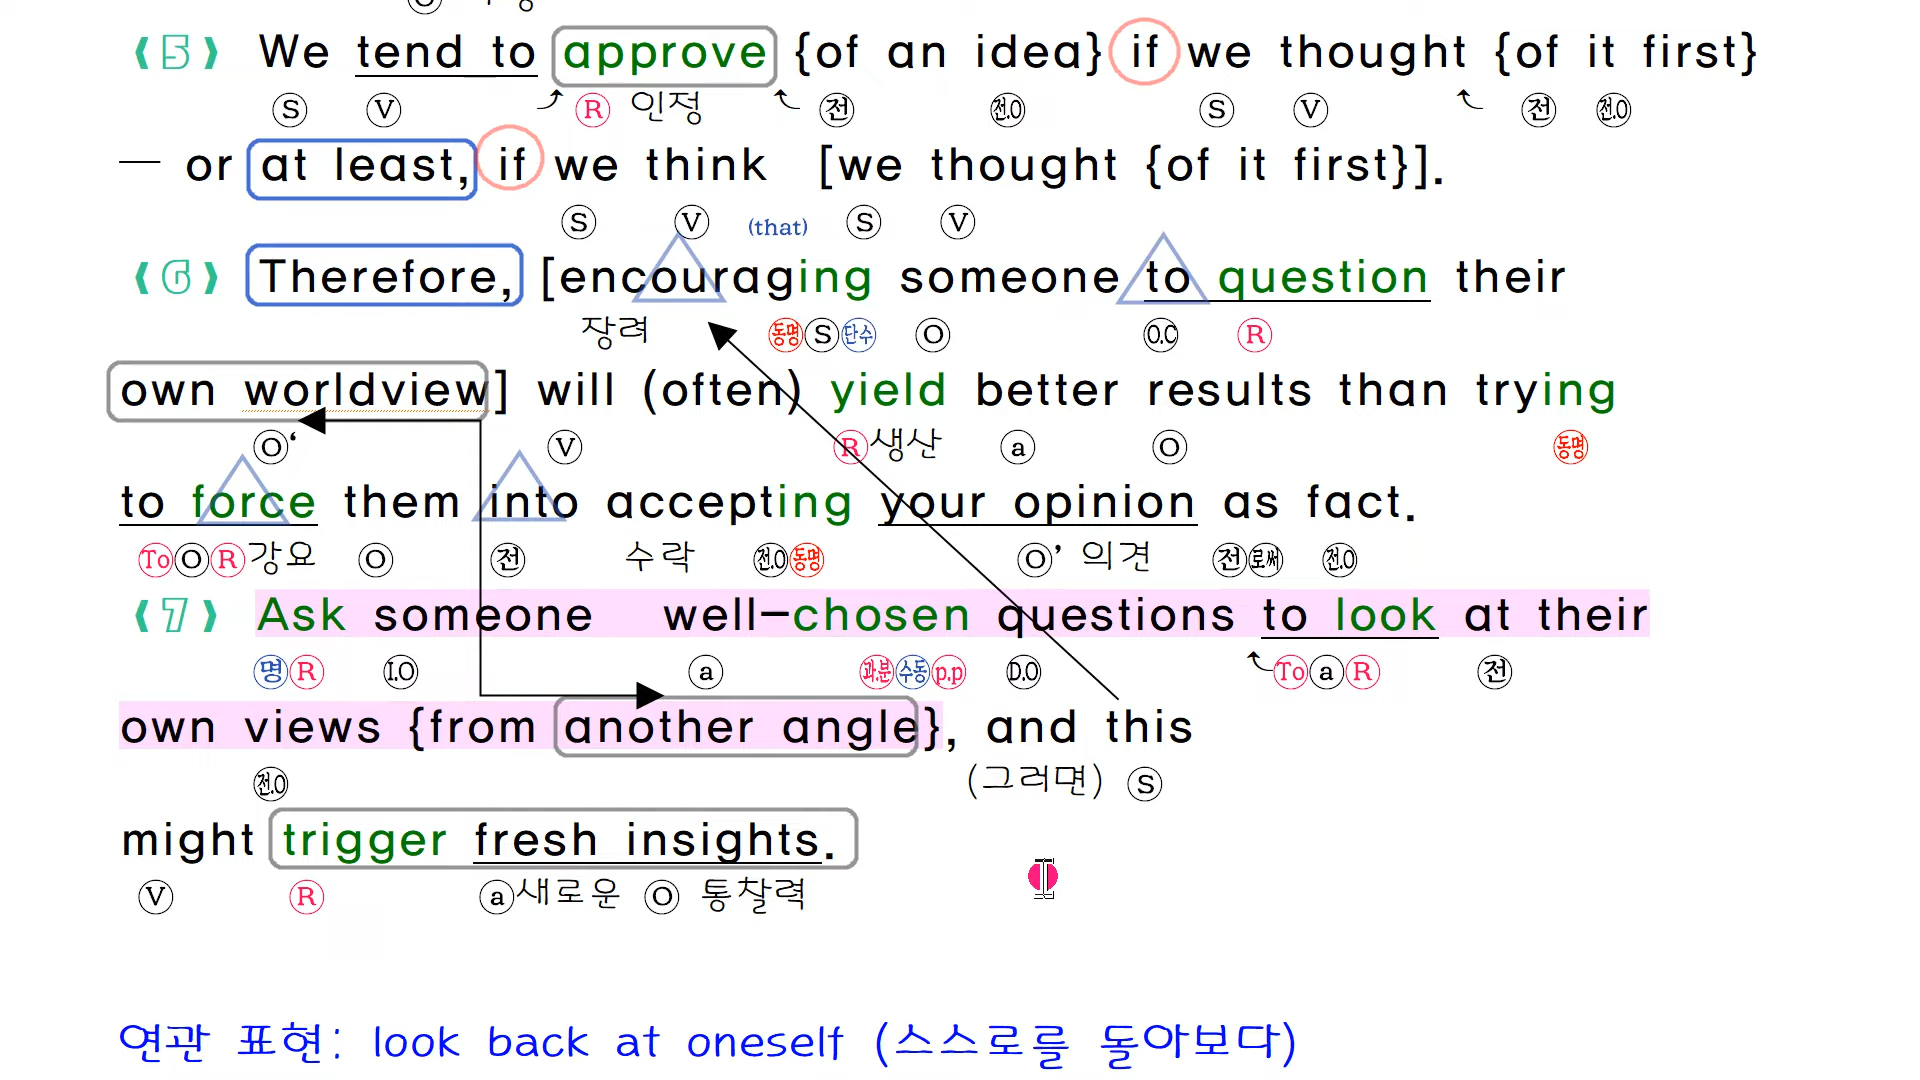 ❪5❫ We tend to approve {of an idea} if we thought {of it first}
Ⓢ Ⓥ Ⓡ 인정 전 전.O Ⓢ Ⓥ 전 전.O
— or at least, if we think [we thought {of it first}].
Ⓢ Ⓥ (that) Ⓢ Ⓥ
❪6❫ Therefore, [encouraging someone to question their
장려 동명 Ⓢ 단수 Ⓞ O.C Ⓡ
own worldview] will (often) yield better results than trying
Ⓞ‘ Ⓥ Ⓡ 생산 ⓐ Ⓞ 동명
to force them into accepting your opinion as fact.
To Ⓞ Ⓡ 강요 Ⓞ 전 수락 전.O 동명 Ⓞ’ 의견 전 로써 전.O
❪7❫ Ask someone well-chosen questions to look at their
명 Ⓡ I.O ⓐ 과.분 수동 p.p D.O To ⓐ Ⓡ 전
own views {from another angle}, and this
전.O (그러면) Ⓢ
might trigger fresh insights.
Ⓥ Ⓡ ⓐ 새로운 Ⓞ 통찰력
연관 표현: look back at oneself (스스로를 돌아보다)